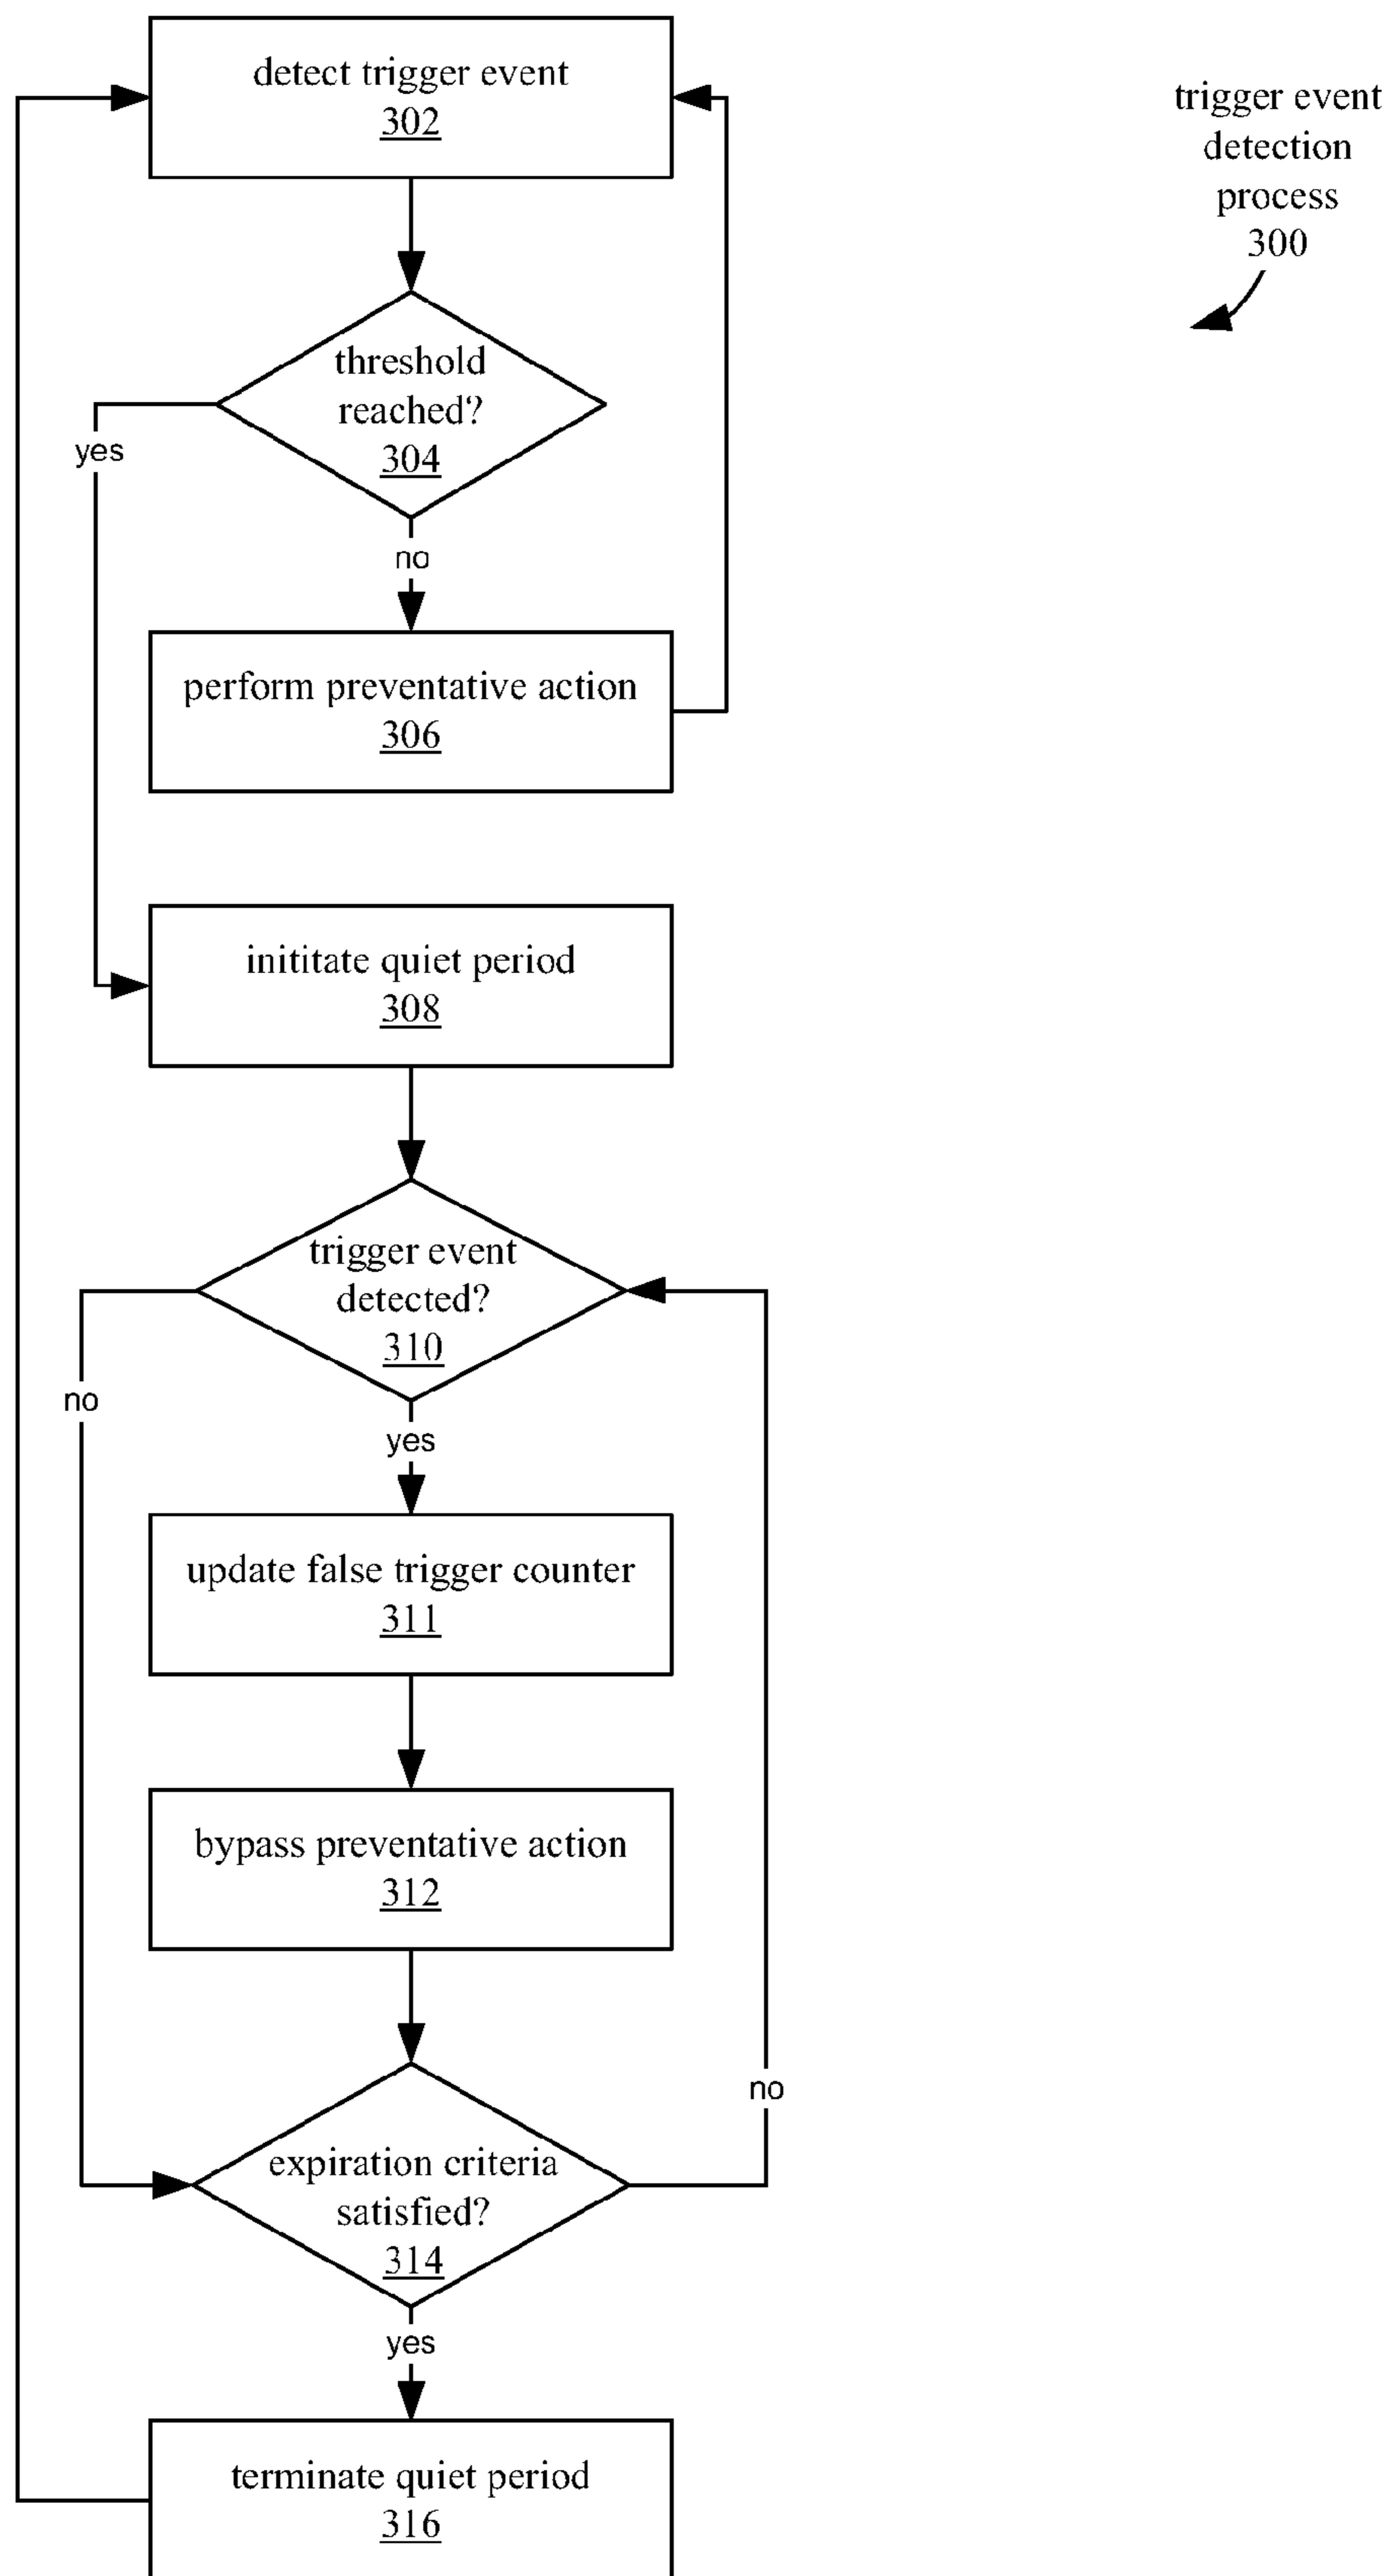 detect trigger event
302
trigger event
detection
process
300
threshold
reached?
304
yes
no
perform preventative action
306
inititate quiet period
308
trigger event
detected?
310
no
yes
update false trigger counter
311
bypass preventative action
312
no
expiration criteria
satisfied?
314
yes
terminate quiet period
316